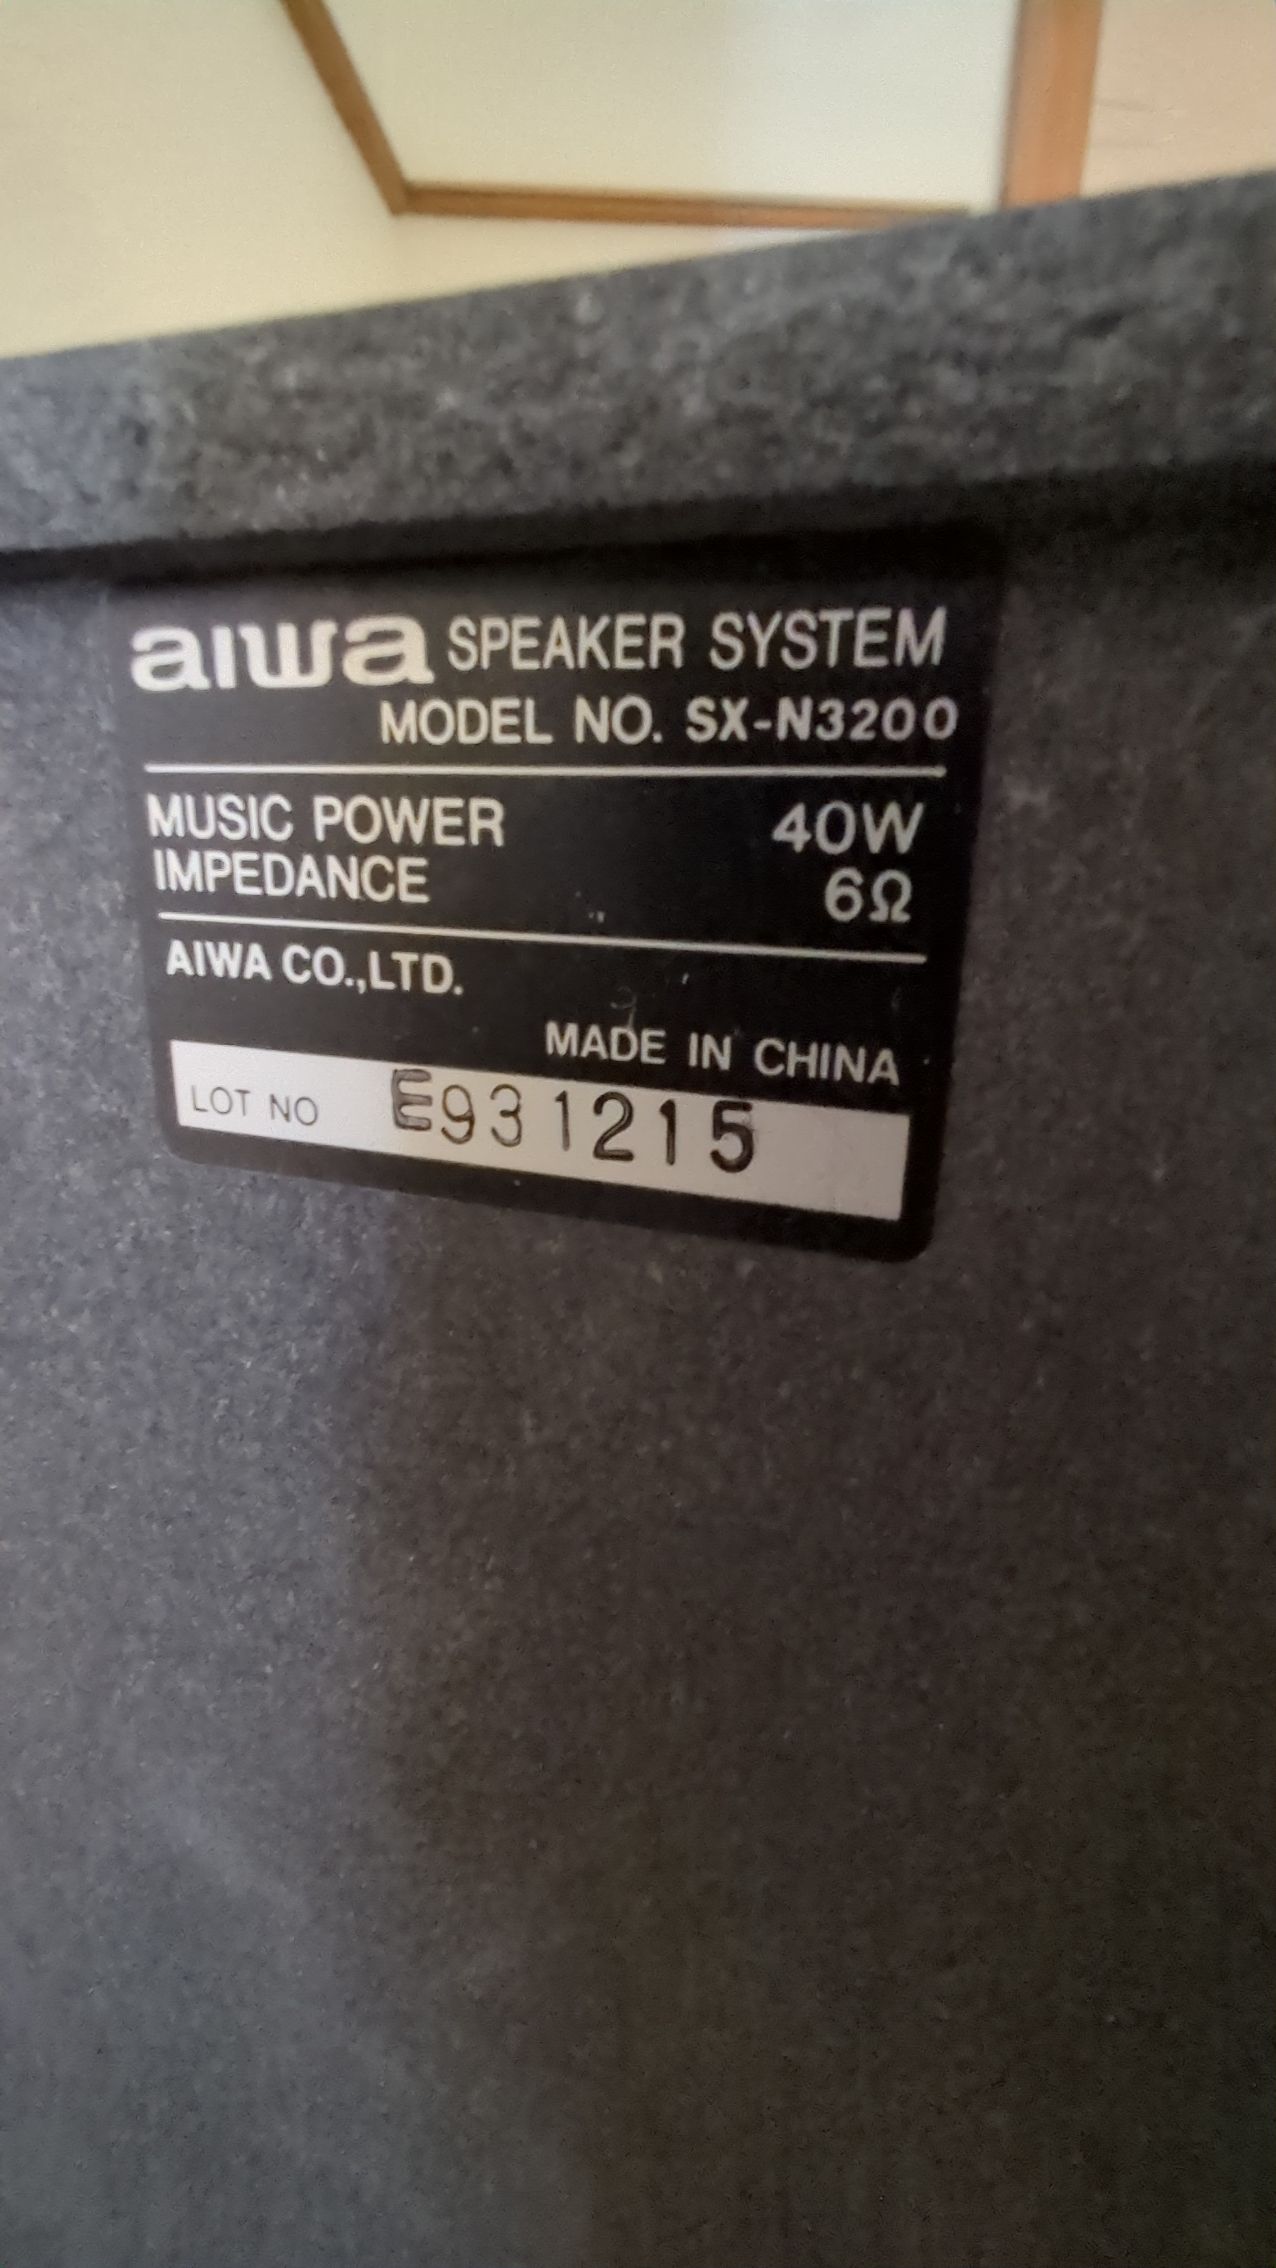 aiwa SPEAKER SYSTEM
MODEL NO. SX-N3200
MUSIC POWER 40W
IMPEDANCE 6Ω
AIWA CO.,LTD.
MADE IN CHINA
LOT NO E931215